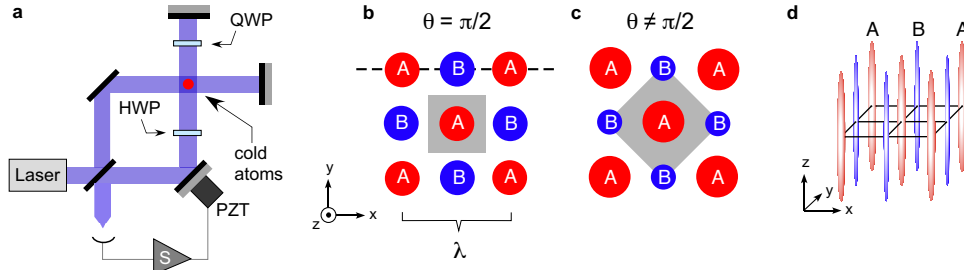 a
QWP
HWP
Laser
cold
atoms
PZT
S
b
θ = π/2
A B A
B A B
A B A
y
z x
λ
c
θ ≠ π/2
A B A
B A B
A B A
d
A B A
z
y
x